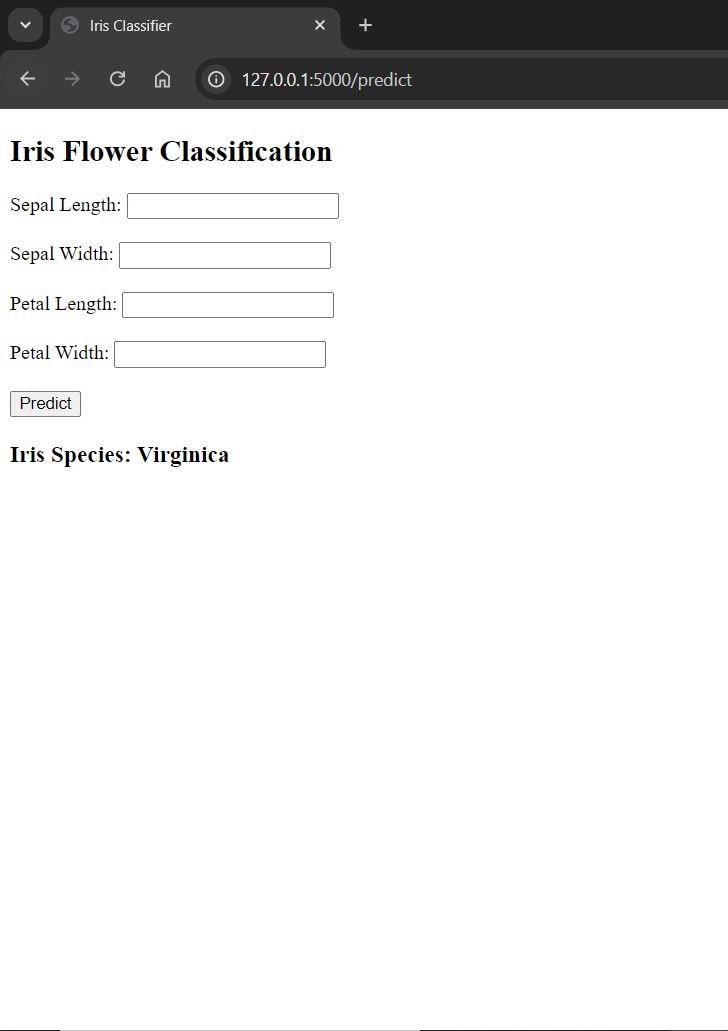 Iris Classifier
127.0.0.1:5000/predict
Iris Flower Classification
Sepal Length:
Sepal Width:
Petal Length:
Petal Width:
Predict
Iris Species: Virginica